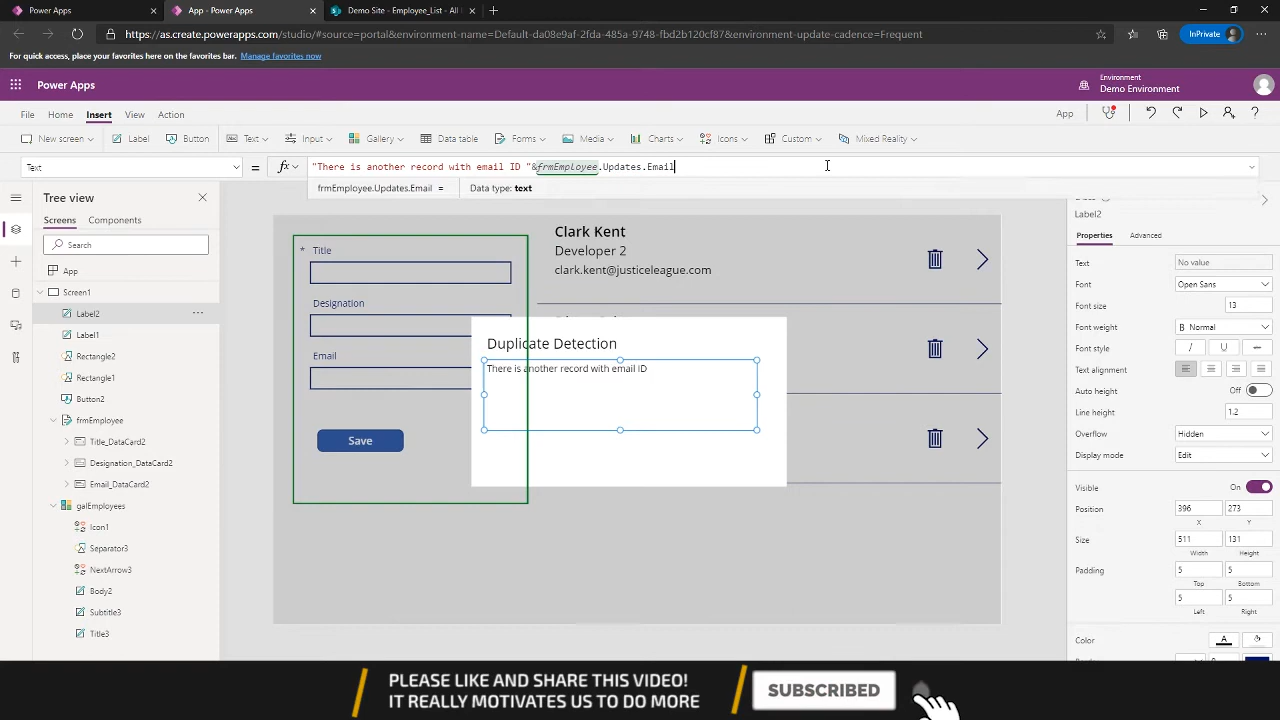 Power Apps
App - Power Apps
Demo Site - Employee_List - All I
https://as.create.powerapps.com/studio/#source=portal&environment-name=Default-da08e9af-2fda-485a-9748-fbd2b120cf87&environment-update-cadence=Frequent
InPrivate
For quick access, place your favorites here on the favorites bar. Manage favorites now
Power Apps
Environment
Demo Environment
File Insert View Action
App
New screen Label Button Text Input Gallery Data table Forms Media Charts Icons Custom Mixed Reality
Text = fx "There is another record with email ID "&frmEmployee.Updates.Email
frmEmployee.Updates.Email = Data type: text
Tree view
Screens Components
Search
App
Screen1
Label2
Label1
Rectangle2
Rectangle1
Button2
frmEmployee
Title_DataCard2
Designation_DataCard2
Email_DataCard2
galEmployees
Icon1
Separator3
NextArrow3
Body2
Subtitle3
Title3
* Title
Designation
Email
Save
Clark Kent
Developer 2
clark.kent@justiceleague.com
Duplicate Detection
There is another record with email ID
Label2
Properties Advanced
Text No value
Font Open Sans
Font size 13
Font weight B Normal
Font style
Text alignment
Auto height Off
Line height 1.2
Overflow Hidden
Display mode Edit
Visible On
Position 396 273
X Y
Size 511 131
Width Height
Padding 5 5
Top Bottom
5 5
Left Right
Color A
PLEASE LIKE AND SHARE THIS VIDEO!
IT REALLY MOTIVATES US TO DO MORE
SUBSCRIBED